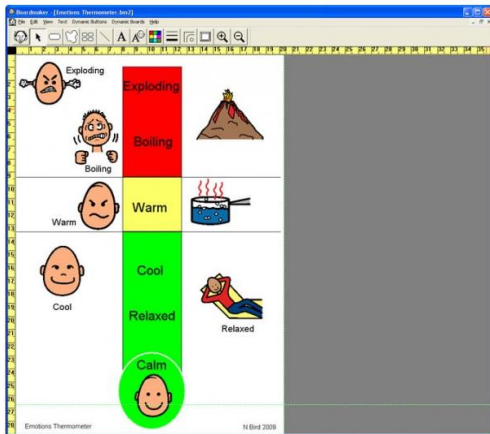 Boardmaker - [Emotions Thermometer.bm2]
File Edit View Text Dynamic Buttons Dynamic Boards Help
Exploding
Exploding
Boiling
Boiling
Warm
Warm
Cool
Cool
Relaxed
Relaxed
Calm
Emotions Thermometer
N Bird 2009